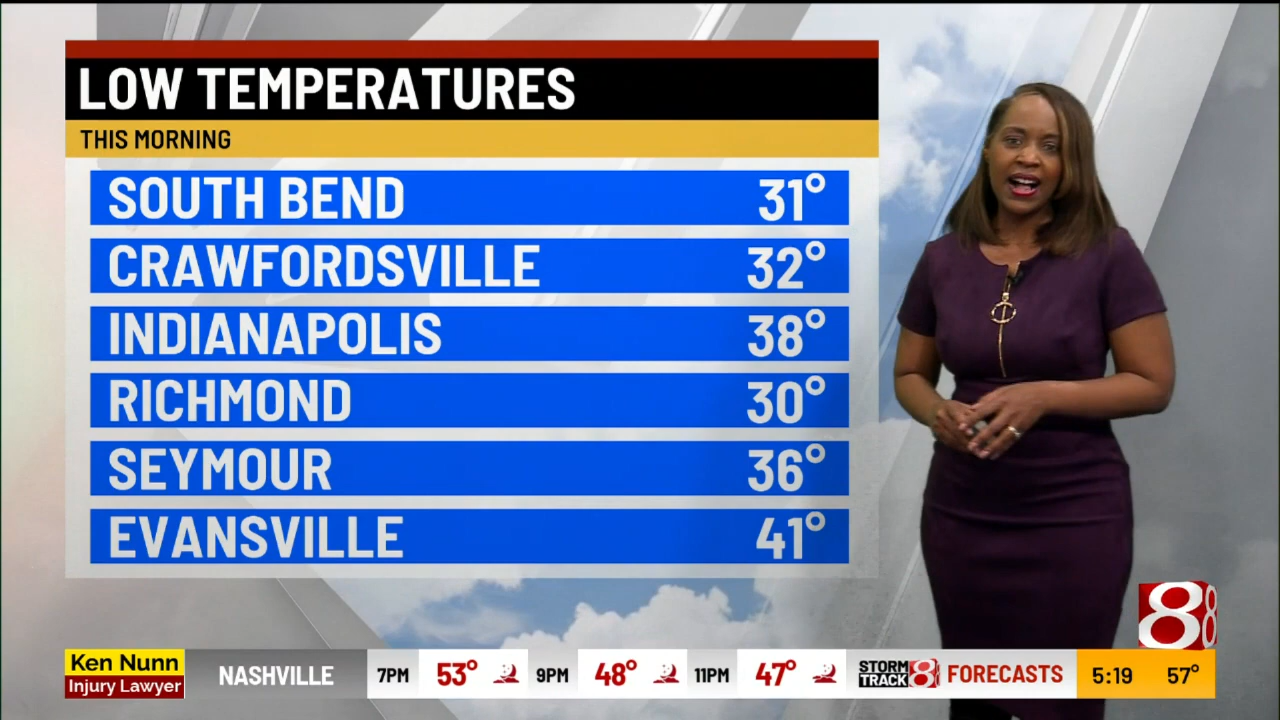 LOW TEMPERATURES
THIS MORNING
SOUTH BEND 31°
CRAWFORDSVILLE 32°
INDIANAPOLIS 38°
RICHMOND 30°
SEYMOUR 36°
EVANSVILLE 41°
8 8
Ken Nunn
Injury Lawyer
NASHVILLE 7PM 53° 9PM 48° 11PM 47°
STORM
TRACK 8 FORECASTS 5:19 57°